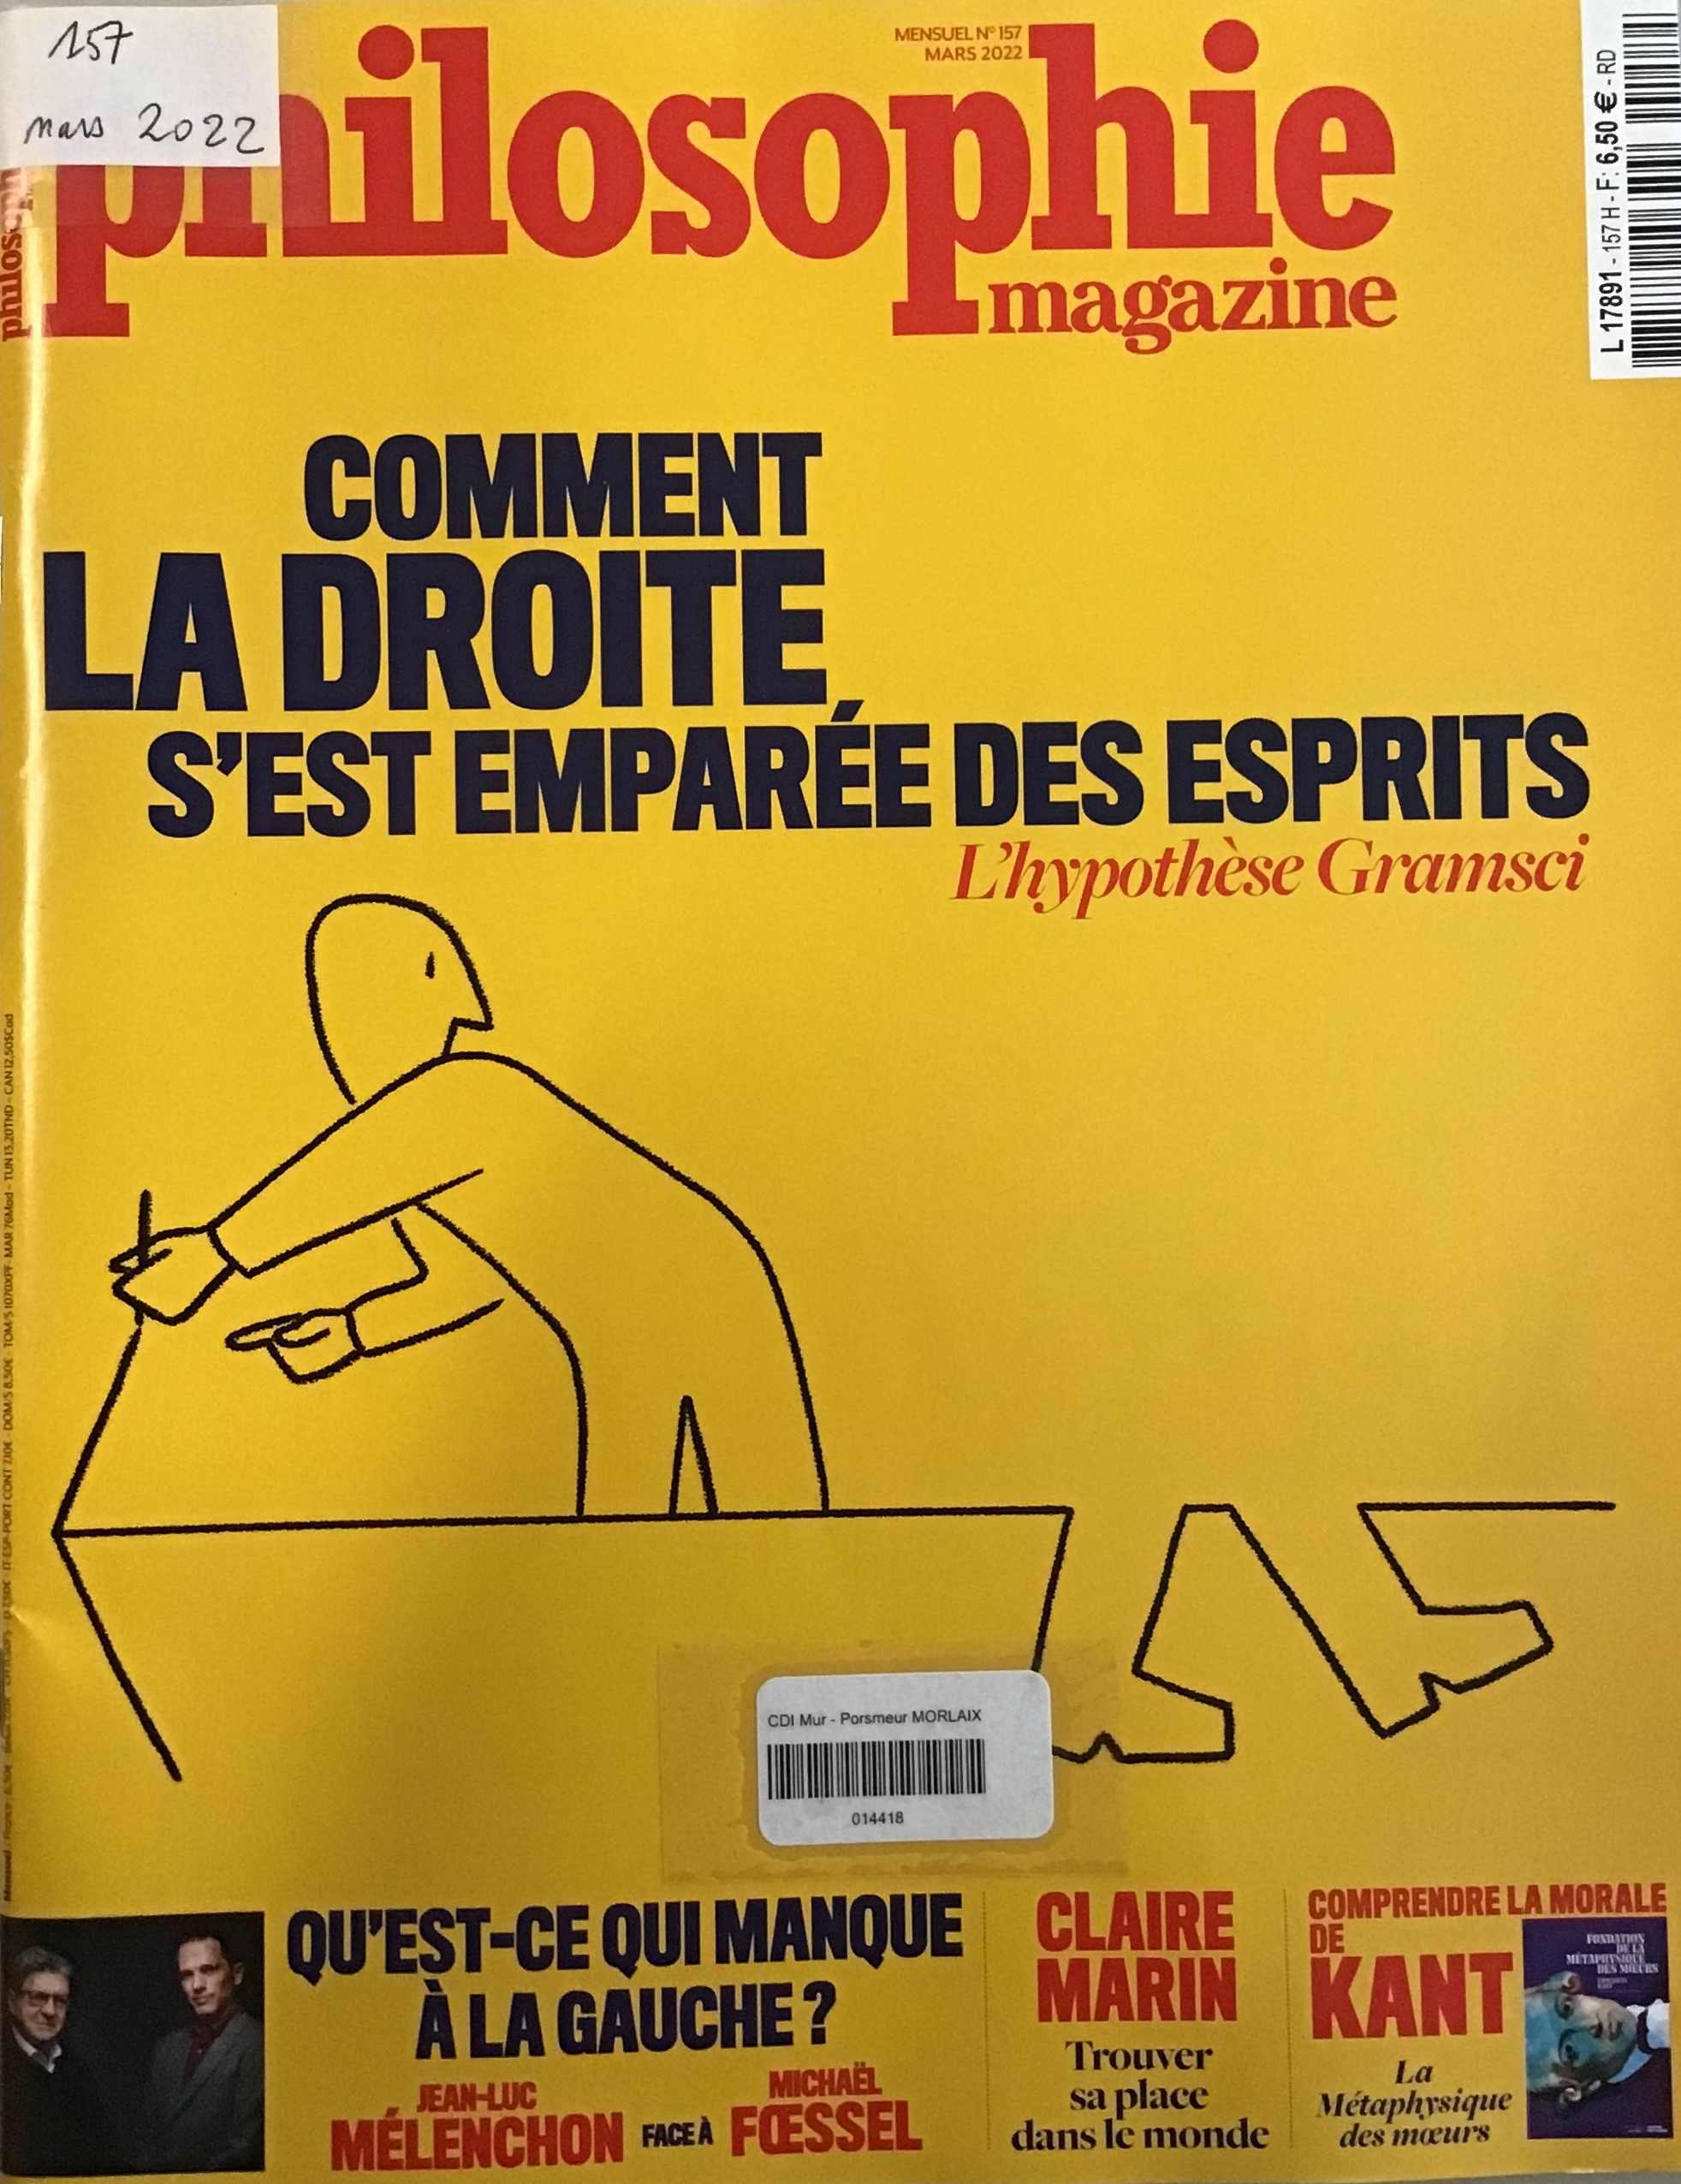 157
mars 2022
MENSUEL N° 157
MARS 2022
philosophie
magazine
L 17891 - 157 H - F: 6,50 € - RD
philosop
COMMENT
LA DROITE
S'EST EMPARÉE DES ESPRITS
L'hypothèse Gramsci
CDI Mur - Porsmeur MORLAIX
014418
QU'EST-CE QUI MANQUE
À LA GAUCHE ?
JEAN-LUC
MÉLENCHON
FACE À
MICHAËL
FŒSSEL
CLAIRE
MARIN
Trouver
sa place
dans le monde
COMPRENDRE LA MORALE
DE
KANT
La
Métaphysique
des mœurs
FONDATION
DE LA
MÉTAPHYSIQUE
DES MŒURS